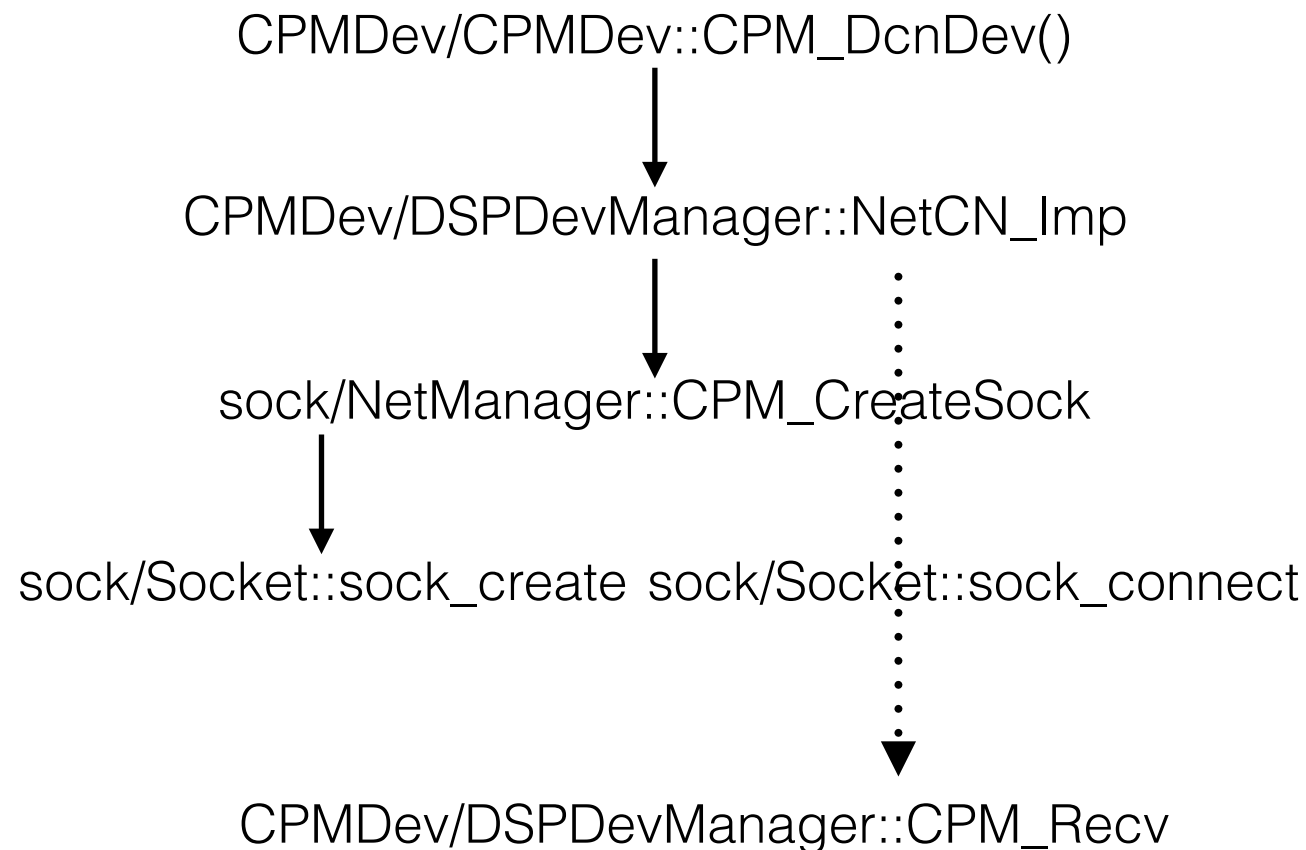 CPMDev/CPMDev::CPM_DcnDev()
CPMDev/DSPDevManager::NetCN_Imp
sock/NetManager::CPM_CreateSock
sock/Socket::sock_create sock/Socket::sock_connect
CPMDev/DSPDevManager::CPM_Recv